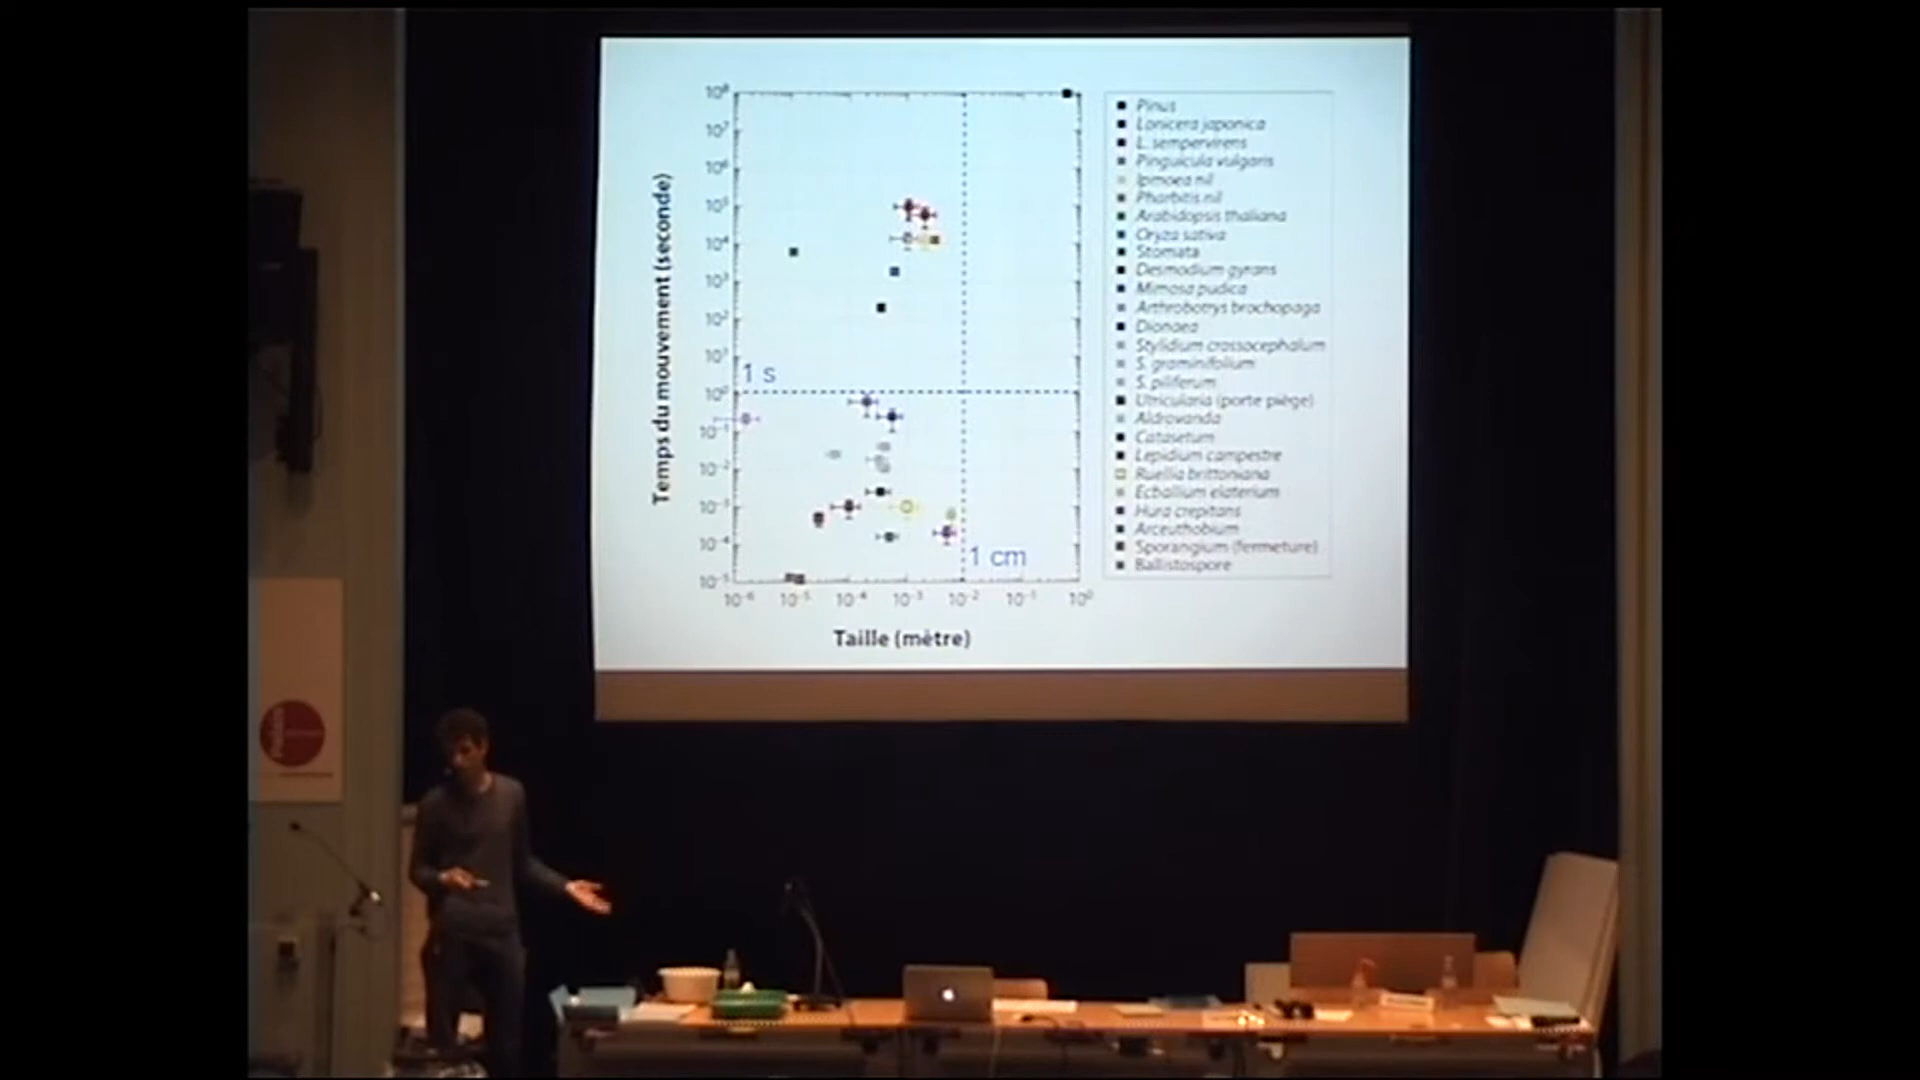 10⁸
10⁷
10⁶
10⁵
10⁴
10³
10²
10¹
10⁰
10⁻¹
10⁻²
10⁻³
10⁻⁴
10⁻⁵
Temps du mouvement (seconde)
1 s
1 cm
10⁻⁶ 10⁻⁵ 10⁻⁴ 10⁻³ 10⁻² 10⁻¹ 10⁰
Taille (mètre)
Pinus
Lonicera japonica
L. sempervirens
Pinguicula vulgaris
Ipmoea nil
Pharbitis nil
Arabidopsis thaliana
Oryza sativa
Stomata
Desmodium gyrans
Mimosa pudica
Arthrobotrys brochopaga
Dionaea
Stylidium crassocephalum
S. graminifolium
S. piliferum
Utricularia (porte piège)
Aldrovanda
Catasetum
Lepidium campestre
Ruellia brittoniana
Ecballium elaterium
Hura crepitans
Arceuthobium
Sporangium (fermeture)
Ballistospore